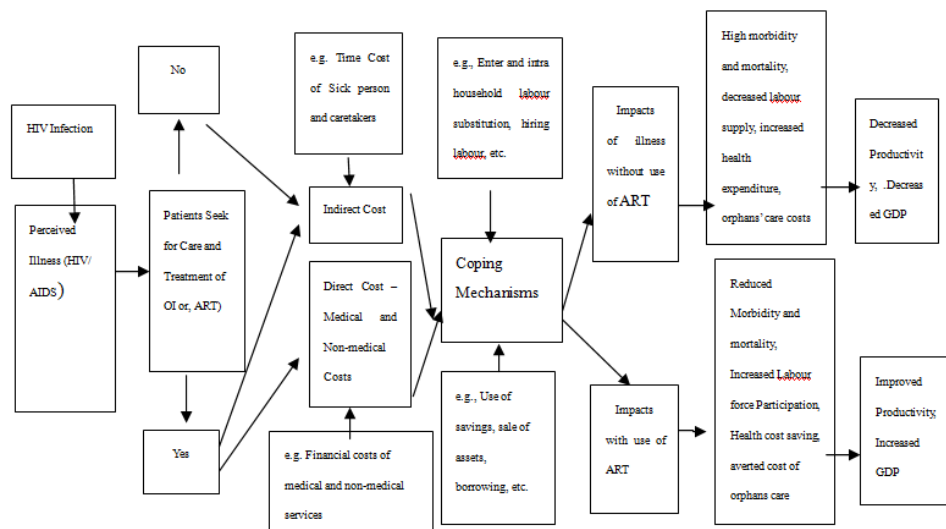 HIV Infection
Perceived
Illness (HIV/
AIDS)
No
Patients Seek
for Care and
Treatment of
OI or, ART)
Yes
e.g. Time Cost
of Sick person
and caretakers
Indirect Cost
Direct Cost –
Medical and
Non-medical
Costs
e.g. Financial costs of
medical and non-medical
services
e.g., Enter and intra
household labour
substitution, hiring
labour, etc.
Coping
Mechanisms
e.g., Use of
savings, sale of
assets,
borrowing, etc.
Impacts
of illness
without use
of ART
Impacts
with use of
ART
High morbidity
and mortality,
decreased labour
supply, increased
health
expenditure,
orphans' care costs
Reduced
Morbidity and
mortality,
Increased Labour
force Participation,
Health cost saving,
averted cost of
orphans care
Decreased
Productivit
y, .Decreas
ed GDP
Improved
Productivity,
Increased
GDP